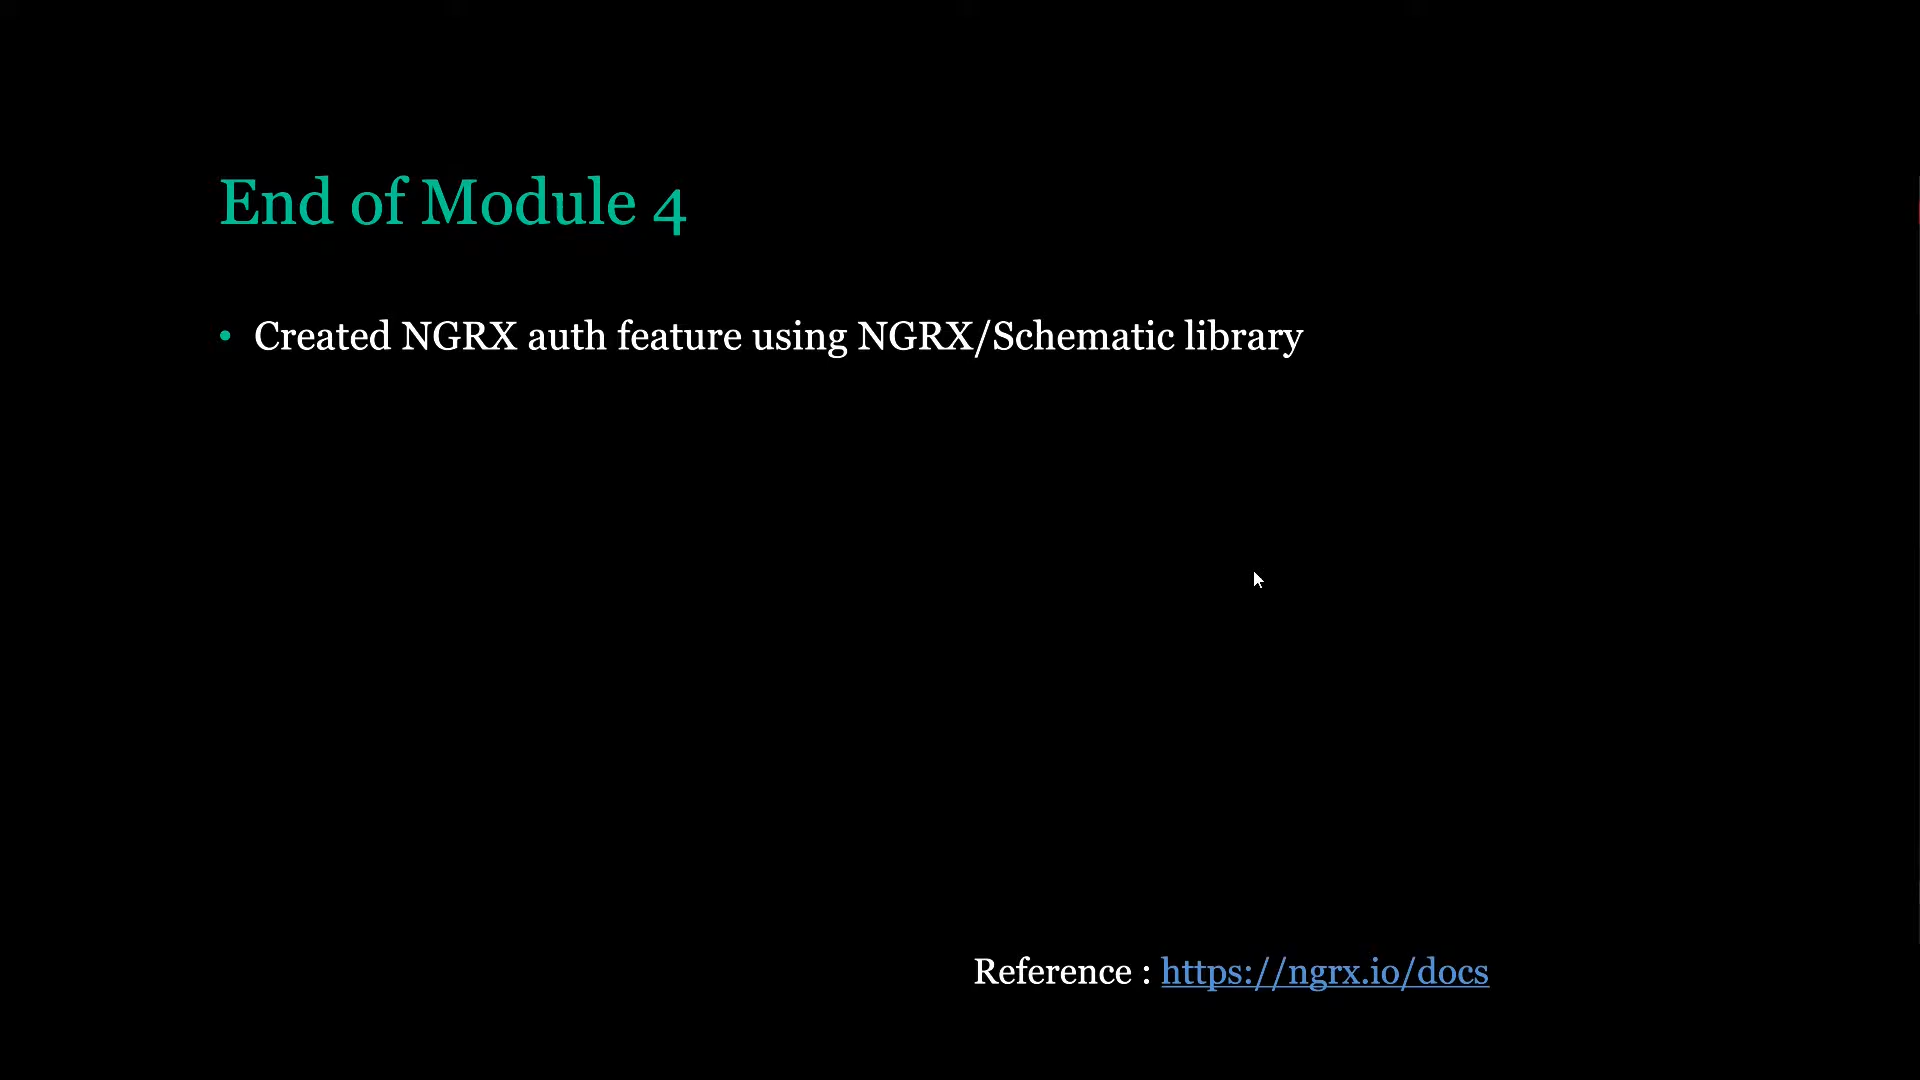 End of Module 4
• Created NGRX auth feature using NGRX/Schematic library
Reference : https://ngrx.io/docs